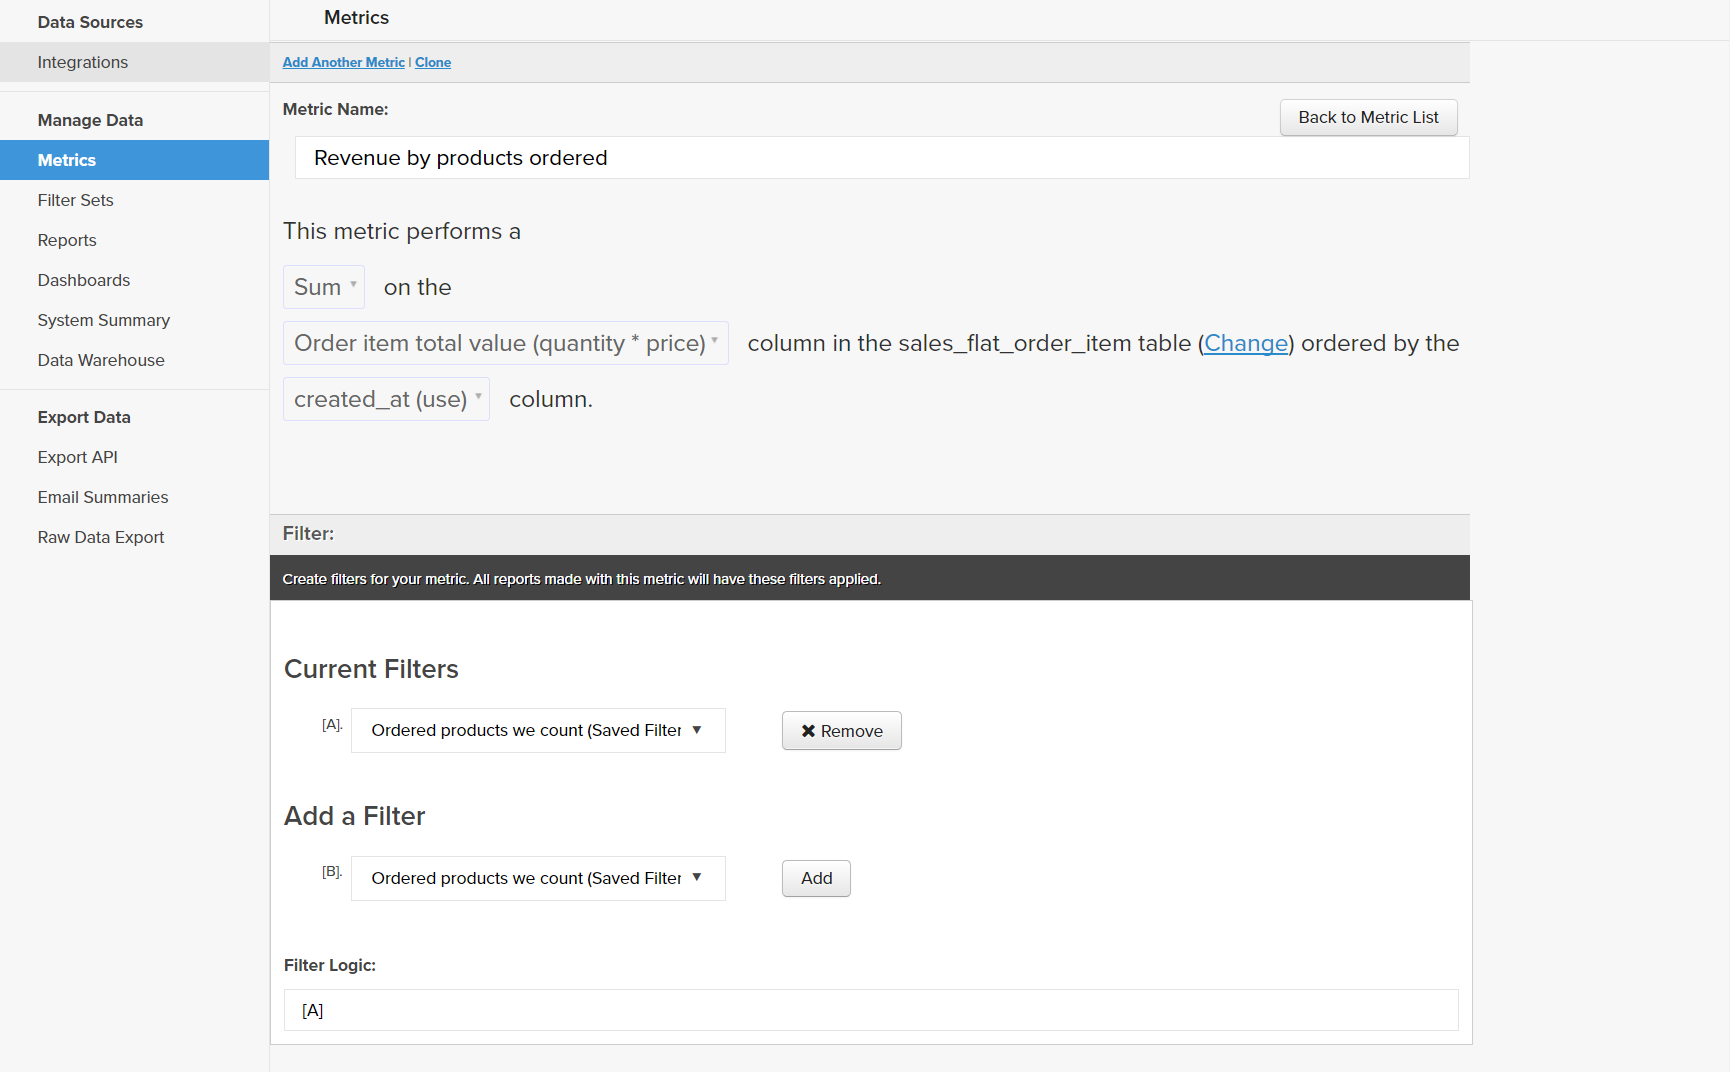 Data Sources
Integrations
Manage Data
Metrics
Filter Sets
Reports
Dashboards
System Summary
Data Warehouse
Export Data
Export API
Email Summaries
Raw Data Export
Metrics
Add Another Metric | Clone
Metric Name:
Back to Metric List
Revenue by products ordered
This metric performs a
Sum on the
Order item total value (quantity * price) column in the sales_flat_order_item table (Change) ordered by the
created_at (use) column.
Filter:
Create filters for your metric. All reports made with this metric will have these filters applied.
Current Filters
[A]. Ordered products we count (Saved Filter Remove
Add a Filter
[B]. Ordered products we count (Saved Filter Add
Filter Logic:
[A]